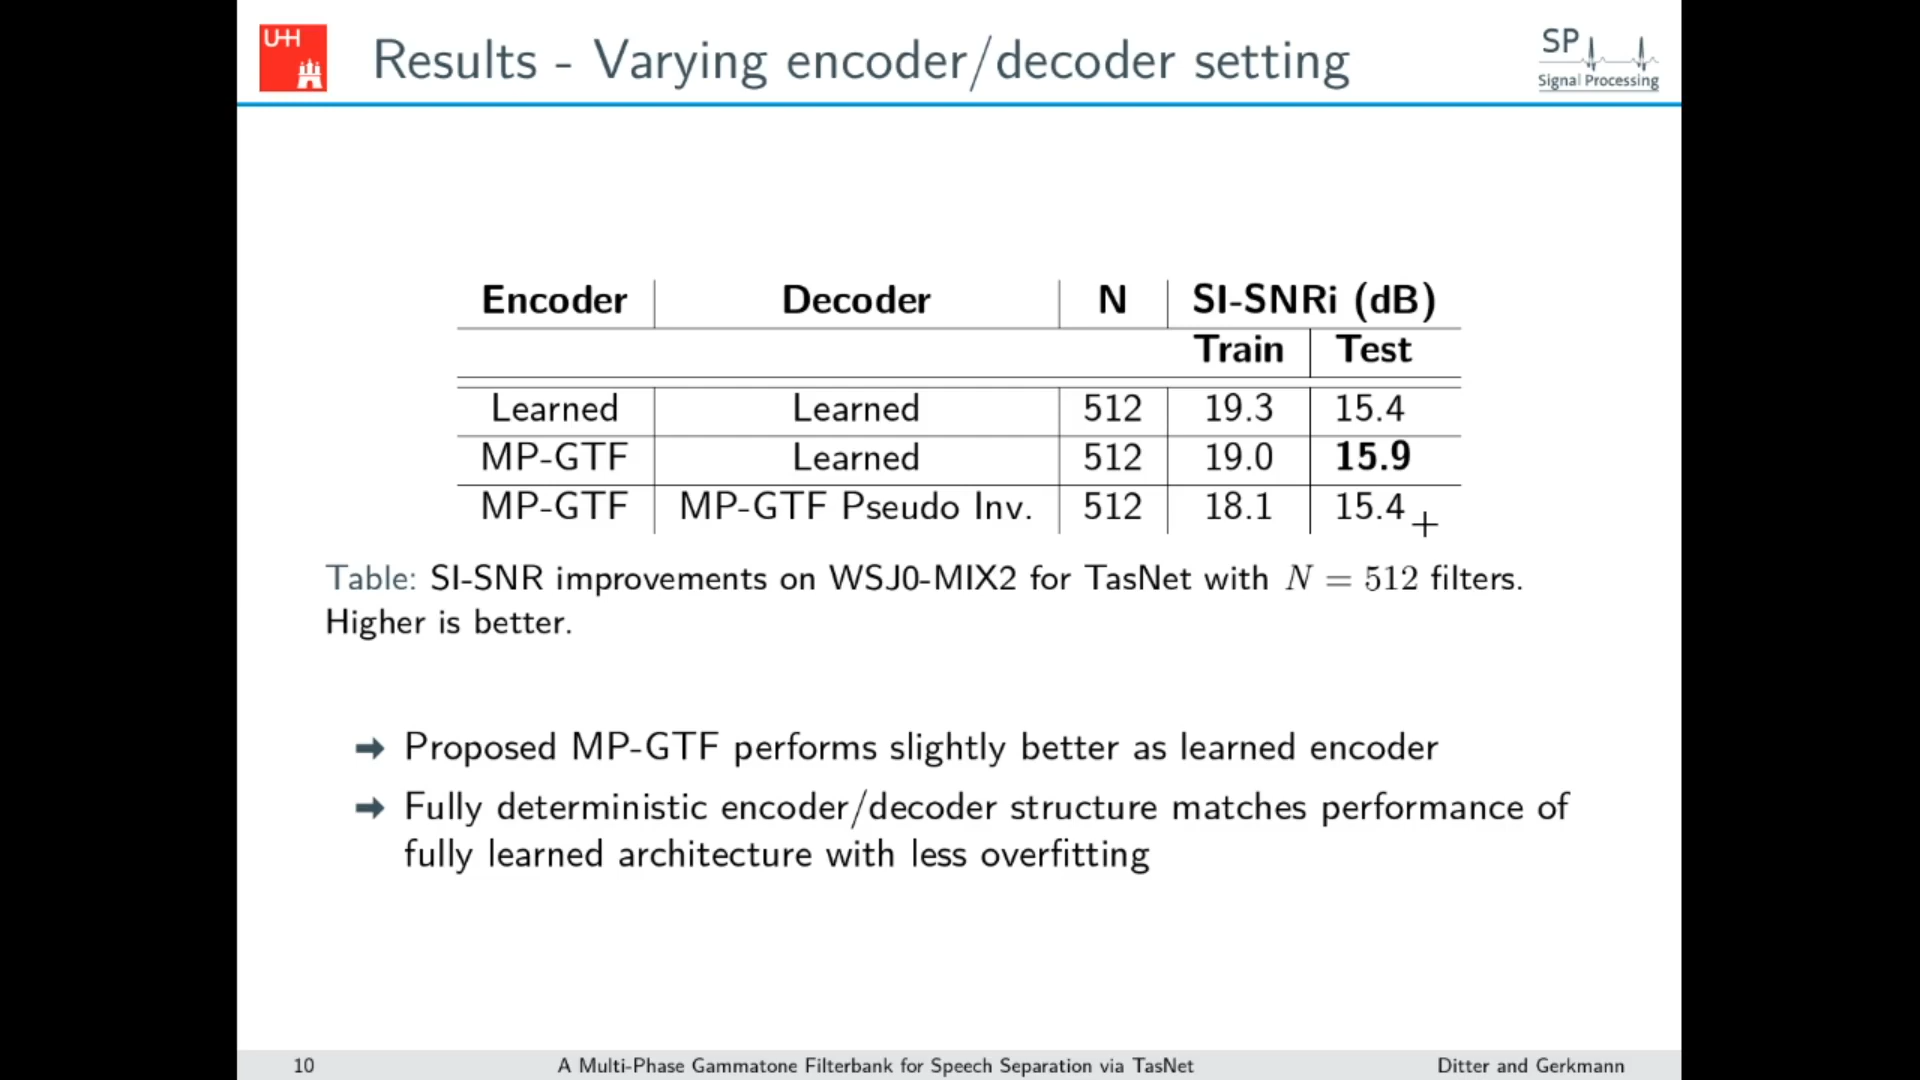 UHH
Results - Varying encoder/decoder setting
SP
Signal Processing
Encoder Decoder N SI-SNRi (dB)
Train Test
Learned Learned 512 19.3 15.4
MP-GTF Learned 512 19.0 15.9
MP-GTF MP-GTF Pseudo Inv. 512 18.1 15.4
Table: SI-SNR improvements on WSJ0-MIX2 for TasNet with N = 512 filters.
Higher is better.
Proposed MP-GTF performs slightly better as learned encoder
Fully deterministic encoder/decoder structure matches performance of
fully learned architecture with less overfitting
10 A Multi-Phase Gammatone Filterbank for Speech Separation via TasNet Ditter and Gerkmann